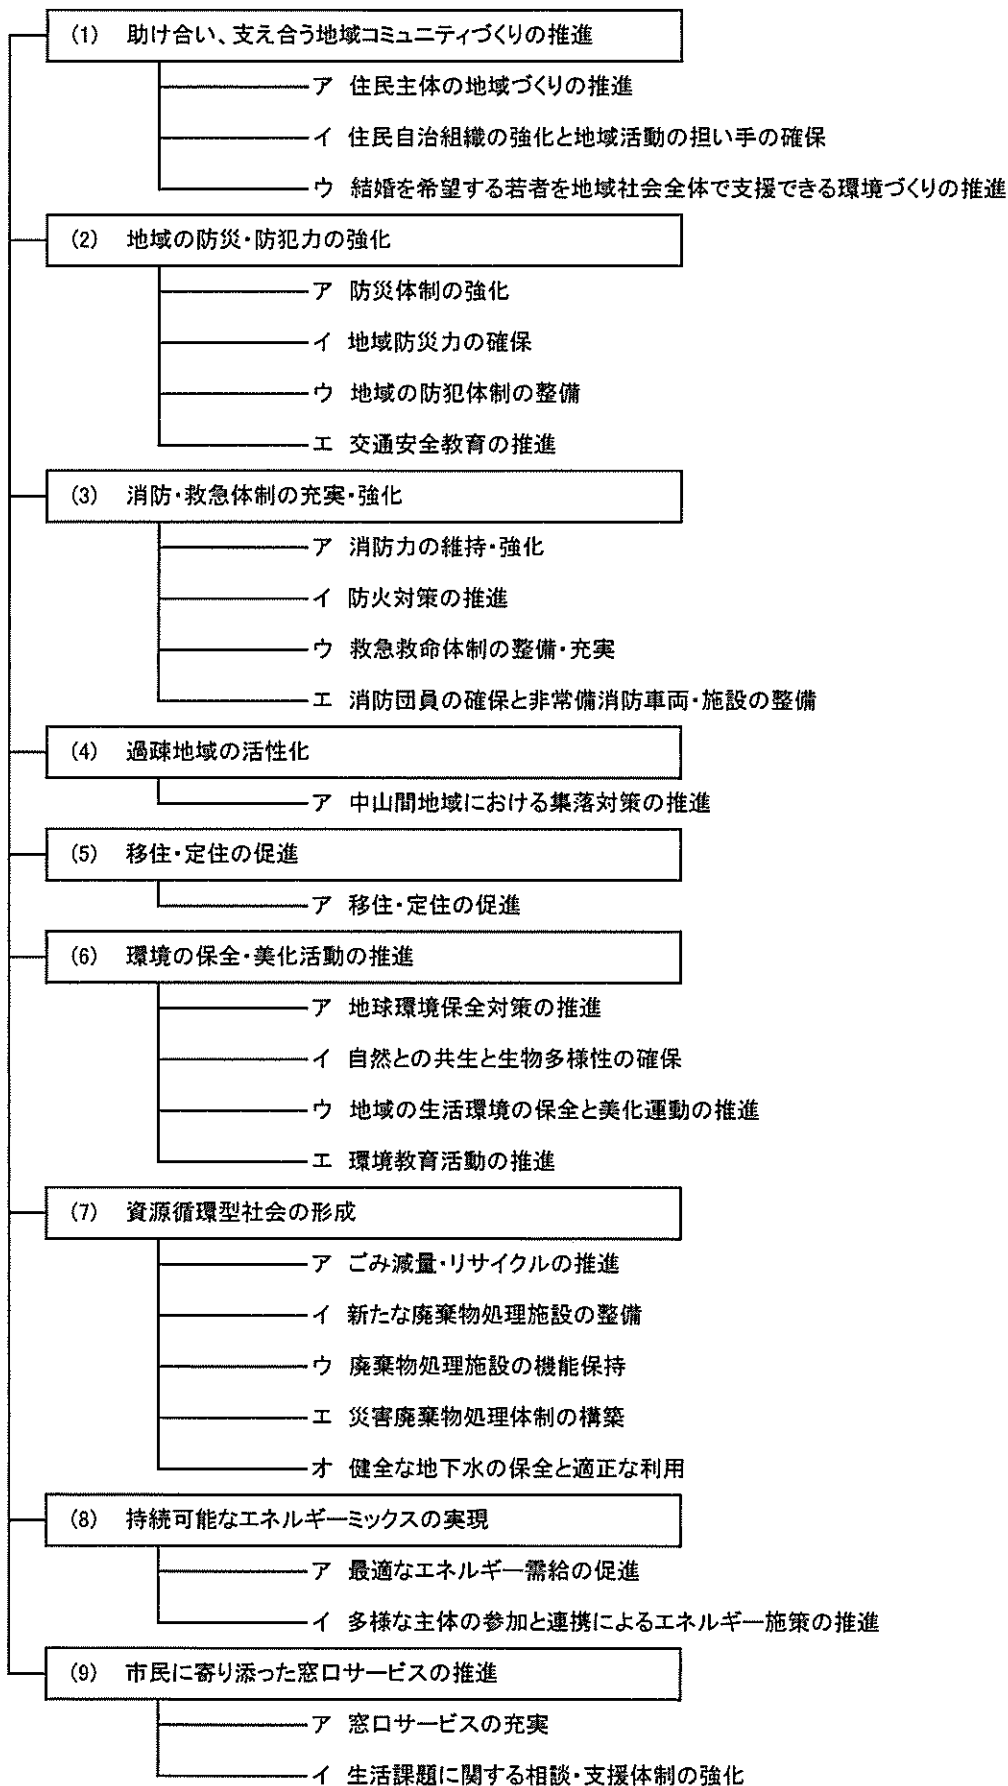 (1) 助け合い、支え合う地域コミュニティづくりの推進
ア 住民主体の地域づくりの推進
イ 住民自治組織の強化と地域活動の担い手の確保
ウ 結婚を希望する若者を地域社会全体で支援できる環境づくりの推進
(2) 地域の防災・防犯力の強化
ア 防災体制の強化
イ 地域防災力の確保
ウ 地域の防犯体制の整備
エ 交通安全教育の推進
(3) 消防・救急体制の充実・強化
ア 消防力の維持・強化
イ 防火対策の推進
ウ 救急救命体制の整備・充実
エ 消防団員の確保と非常備消防車両・施設の整備
(4) 過疎地域の活性化
ア 中山間地域における集落対策の推進
(5) 移住・定住の促進
ア 移住・定住の促進
(6) 環境の保全・美化活動の推進
ア 地球環境保全対策の推進
イ 自然との共生と生物多様性の確保
ウ 地域の生活環境の保全と美化運動の推進
エ 環境教育活動の推進
(7) 資源循環型社会の形成
ア ごみ減量・リサイクルの推進
イ 新たな廃棄物処理施設の整備
ウ 廃棄物処理施設の機能保持
エ 災害廃棄物処理体制の構築
オ 健全な地下水の保全と適正な利用
(8) 持続可能なエネルギーミックスの実現
ア 最適なエネルギー需給の促進
イ 多様な主体の参加と連携によるエネルギー施策の推進
(9) 市民に寄り添った窓口サービスの推進
ア 窓口サービスの充実
イ 生活課題に関する相談・支援体制の強化